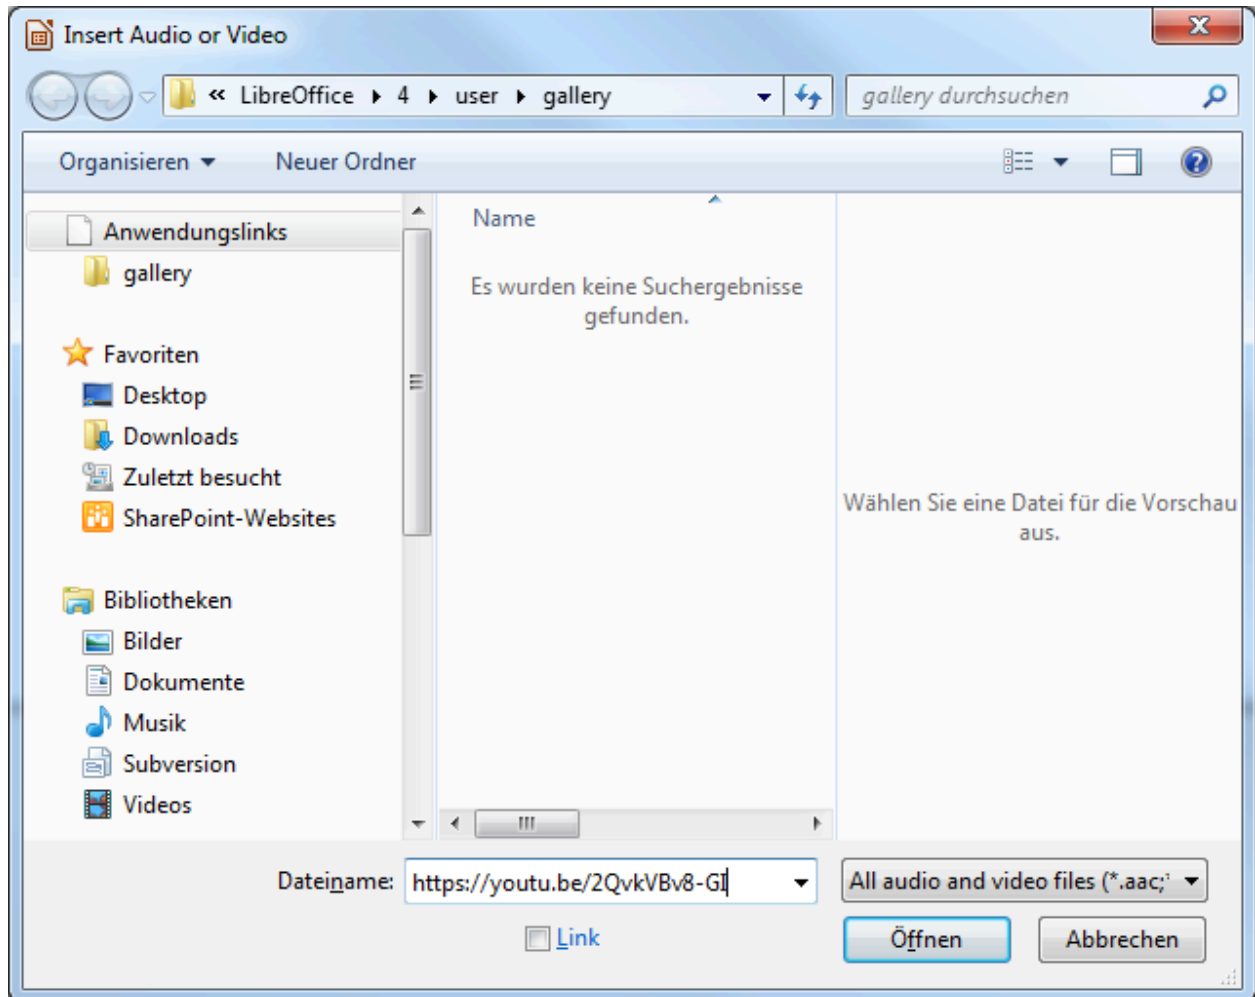 Insert Audio or Video
« LibreOffice ▸ 4 ▸ user ▸ gallery
gallery durchsuchen
Organisieren
Neuer Ordner
Anwendungslinks
gallery
Favoriten
Desktop
Downloads
Zuletzt besucht
SharePoint-Websites
Bibliotheken
Bilder
Dokumente
Musik
Subversion
Videos
Name
Es wurden keine Suchergebnisse
gefunden.
Wählen Sie eine Datei für die Vorschau
aus.
Dateiname: https://youtu.be/2QvkVBv8-GI
All audio and video files (*.aac;
Link
Öffnen
Abbrechen